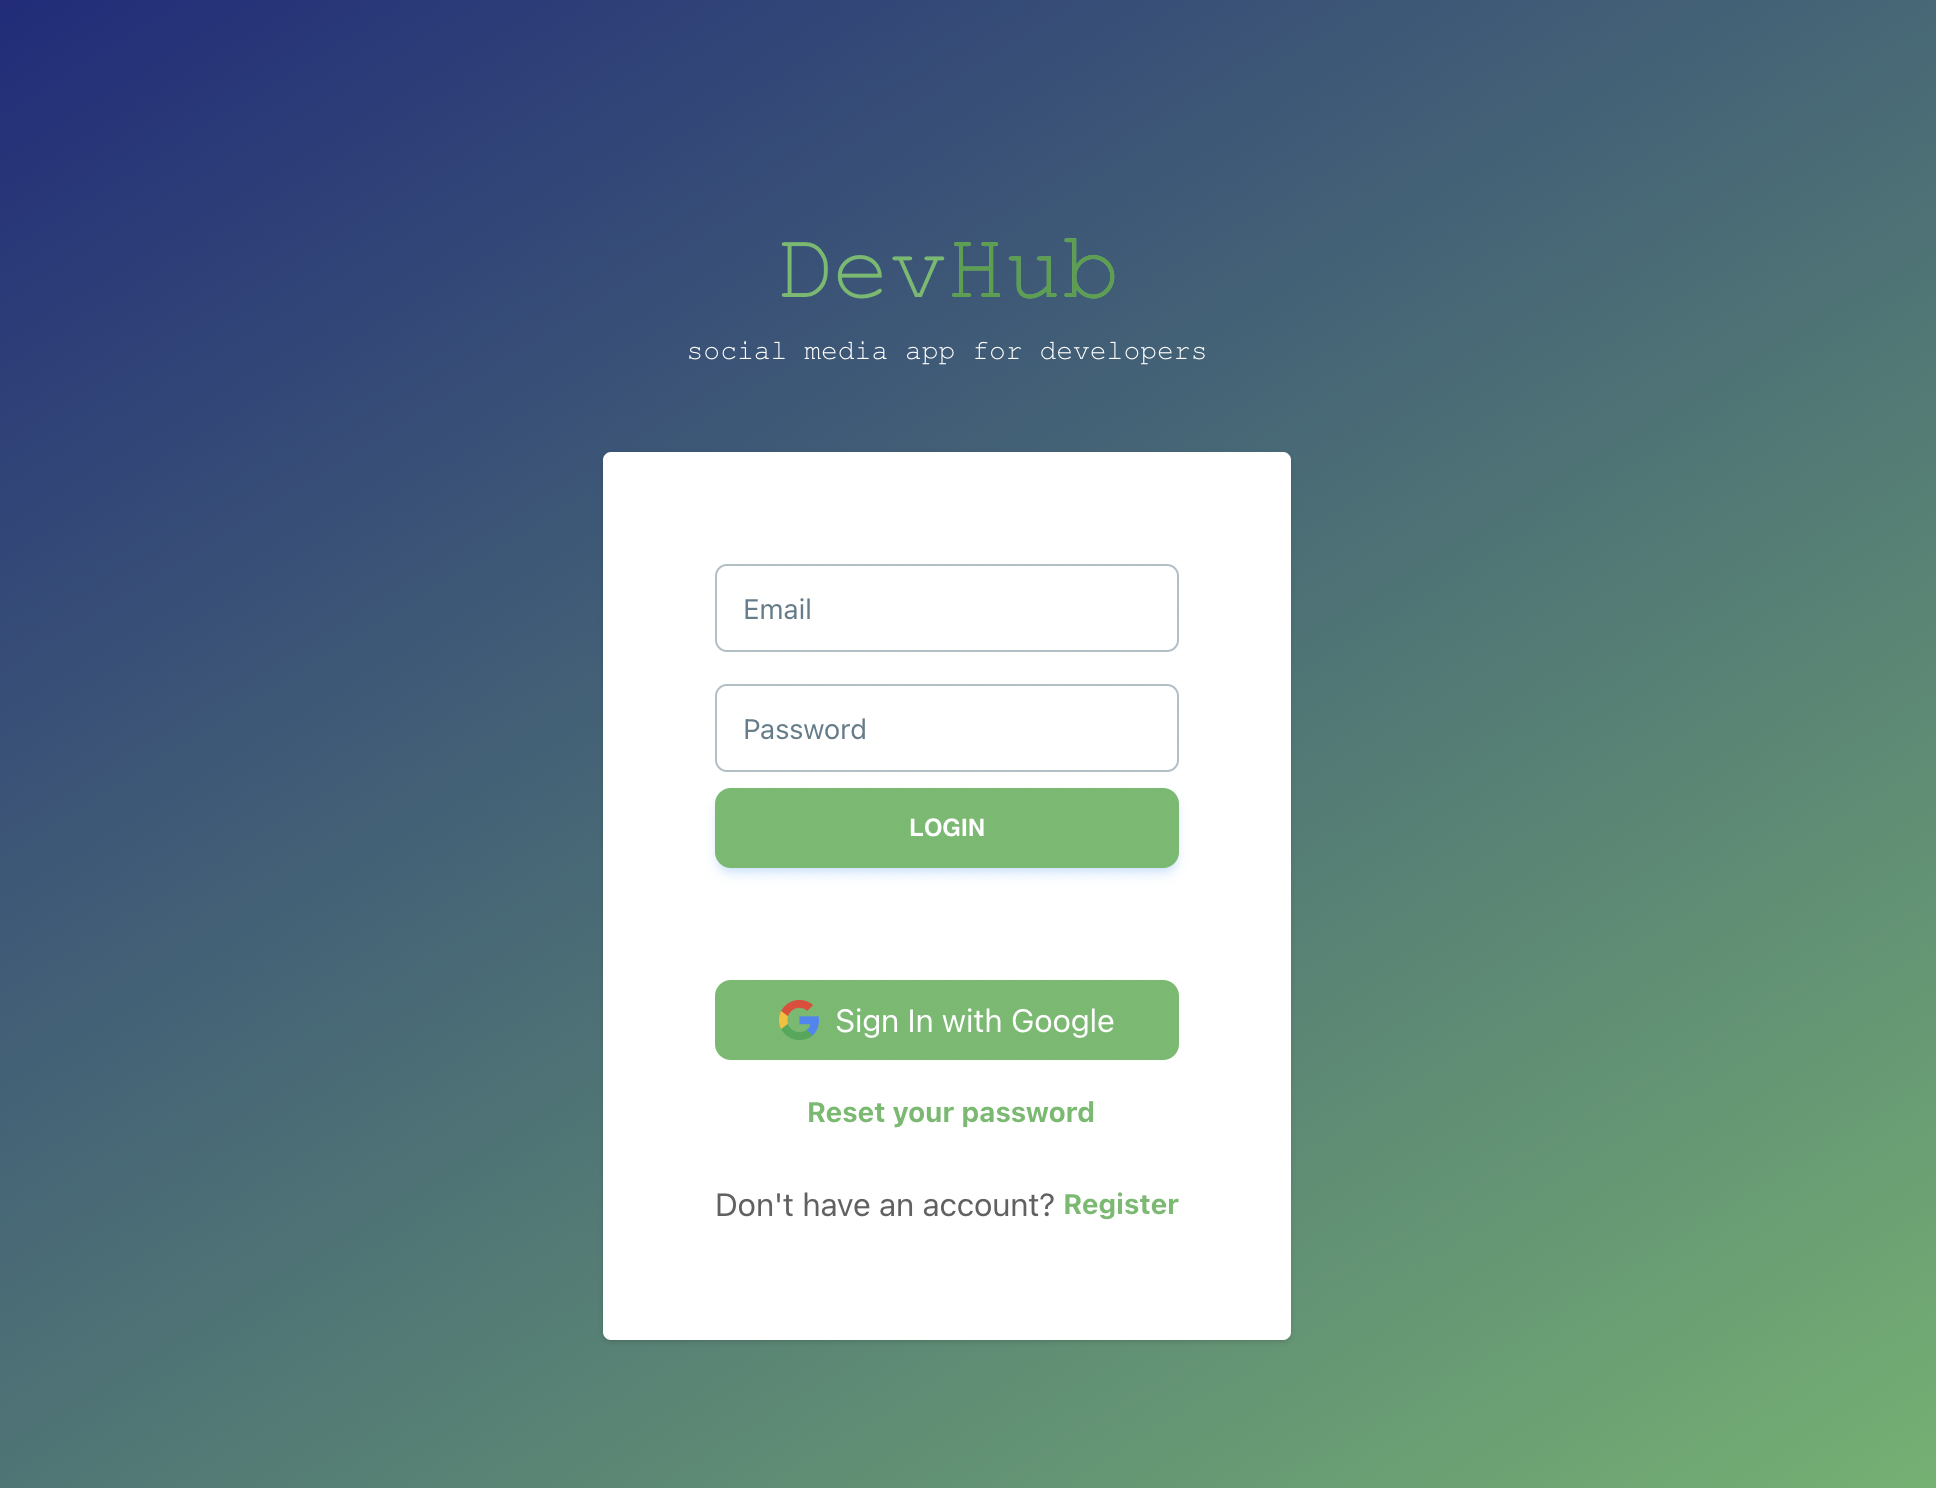 DevHub
social media app for developers
Email
Password
LOGIN
Sign In with Google
Reset your password
Don't have an account? Register